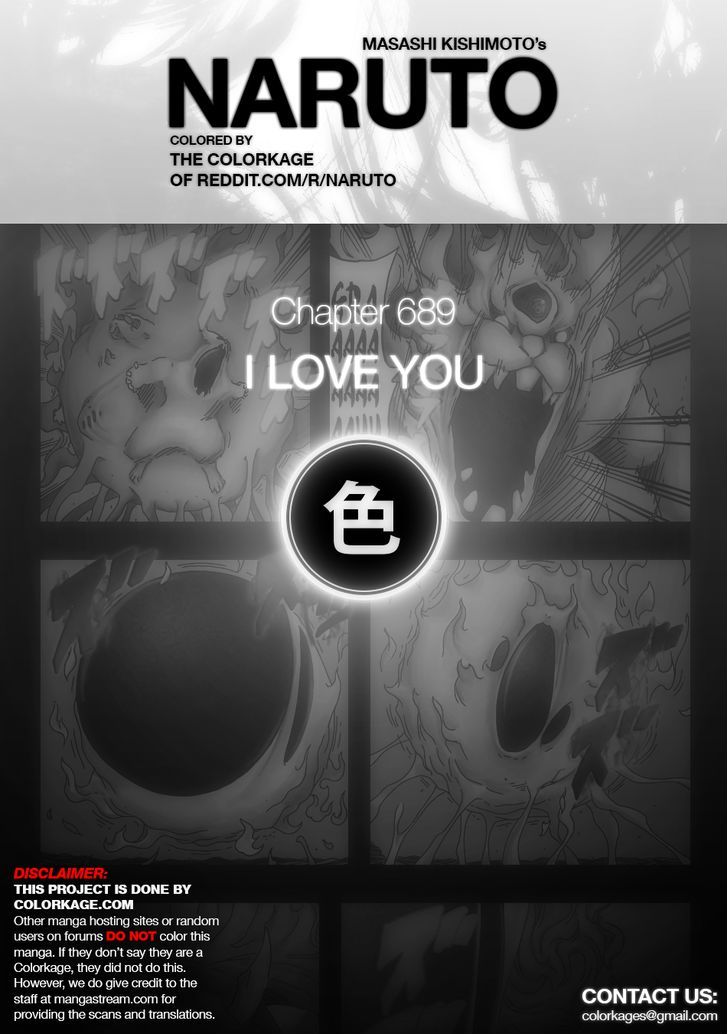 MASASHI KISHIMOTO's
NARUTO
COLORED BY
THE COLORKAGE
OF REDDIT.COM/R/NARUTO
Chapter 689
I LOVE YOU
色
DISCLAIMER:
THIS PROJECT IS DONE BY
COLORKAGE.COM
Other manga hosting sites or random
users on forums DO NOT color this
manga. If they don't say they are a
Colorkage, they did not do this.
However, we do give credit to the
staff at mangastream.com for
providing the scans and translations.
CONTACT US:
colorkages@gmail.com